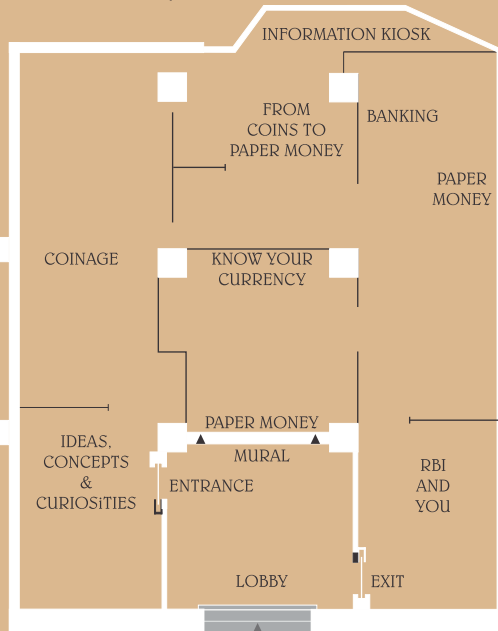 INFORMATION KIOSK
FROM
COINS TO
PAPER MONEY
BANKING
PAPER
MONEY
COINAGE
KNOW YOUR
CURRENCY
PAPER MONEY
MURAL
IDEAS,
CONCEPTS
&
CURIOSiTIES
ENTRANCE
RBI
AND
YOU
LOBBY
EXIT